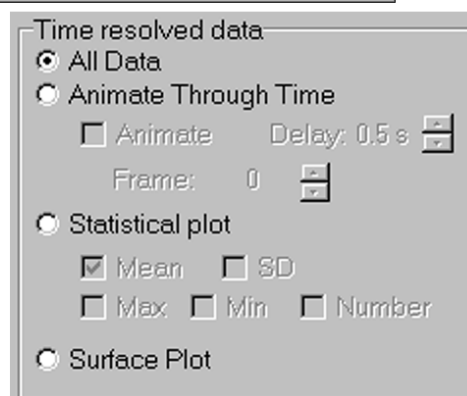 Time resolved data
All Data
Animate Through Time
Animate Delay: 0.5 s
Frame: 0
Statistical plot
Mean SD
Max Min Number
Surface Plot